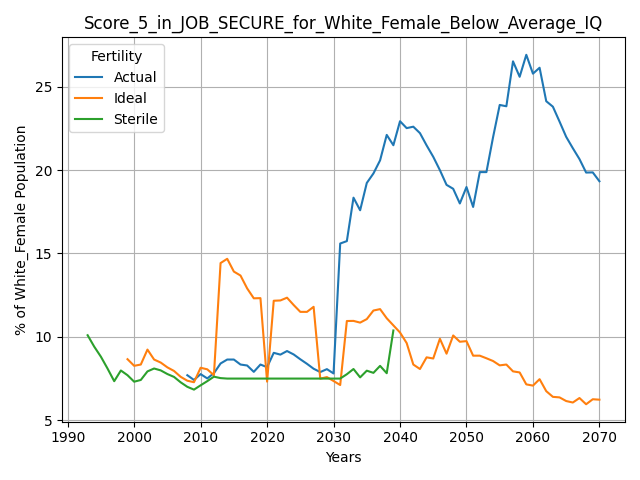 Score_5_in_JOB_SECURE_for_White_Female_Below_Average_IQ
Fertility
Actual
Ideal
Sterile
% of White_Female Population
25
20
15
10
5
1990 2000 2010 2020 2030 2040 2050 2060 2070
Years